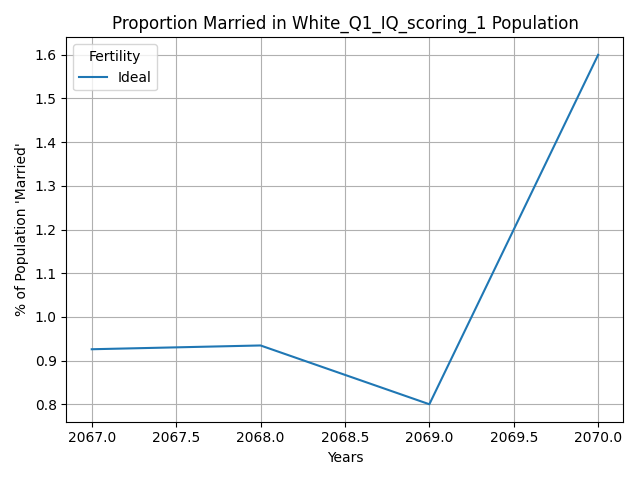 Proportion Married in White_Q1_IQ_scoring_1 Population
Fertility
Ideal
% of Population 'Married'
1.6
1.5
1.4
1.3
1.2
1.1
1.0
0.9
0.8
2067.0 2067.5 2068.0 2068.5 2069.0 2069.5 2070.0
Years